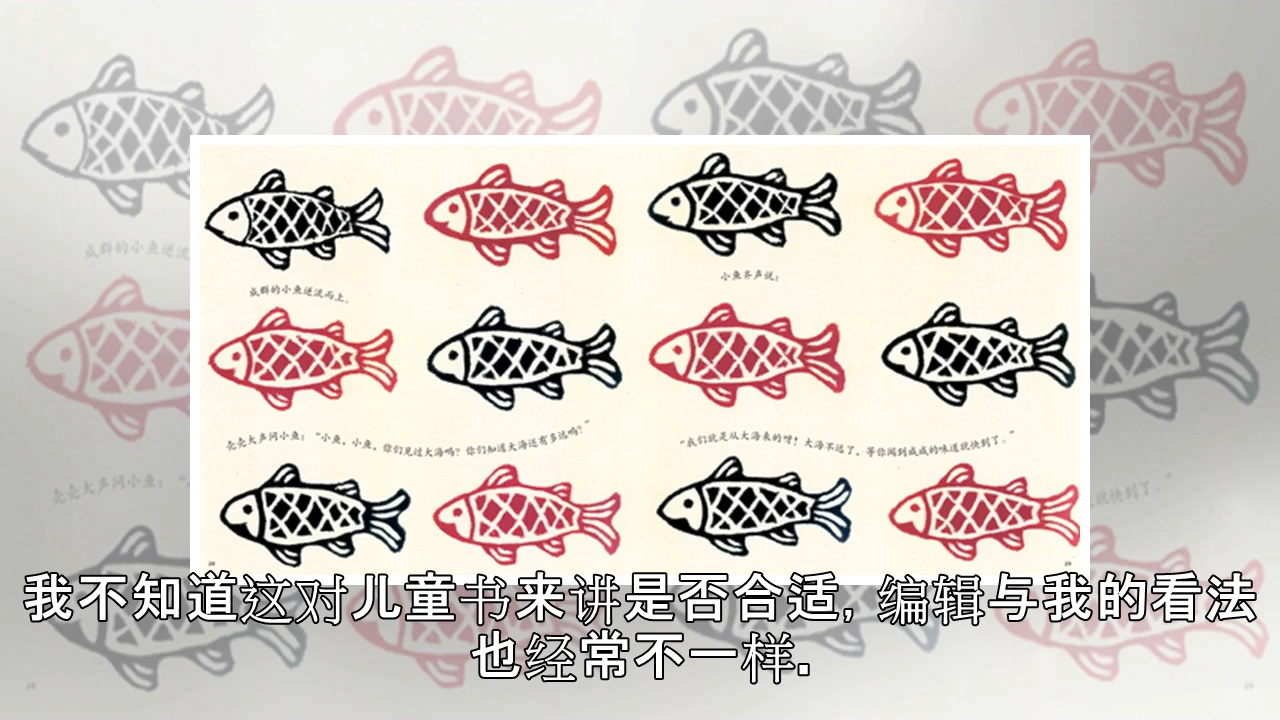 成群的小鱼逆流而上。
小鱼齐声说:
亮亮大声问小鱼:“小鱼,小鱼,你们见过大海吗?你们知道大海还有多远吗?”
“我们就是从大海来的呀!大海不远了,等你闻到咸咸的味道就快到了。”
我不知道这对儿童书来讲是否合适, 编辑与我的看法
也经常不一样.